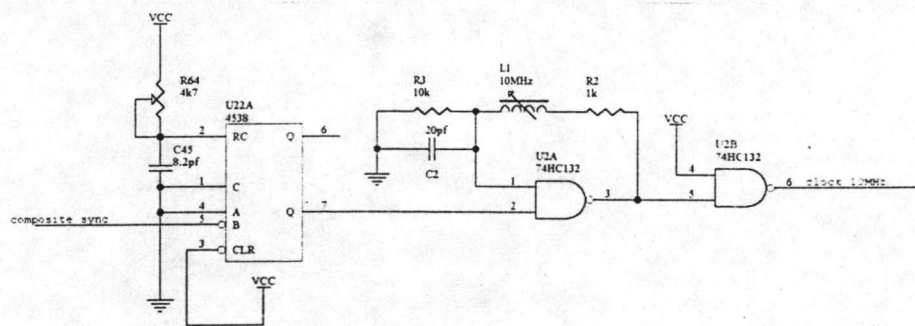 VCC
R64
4k7
U22A
4538
2 RC Q 6
C45
8.2pf
1 C
4 A
5 B
Q 7
3 CLR
composite sync
VCC
R3
10k
L1
10MHz
R2
1k
20pf
C2
U2A
74HC132
1
2
3
VCC
U2B
74HC132
4
5
6
clock 10MHz